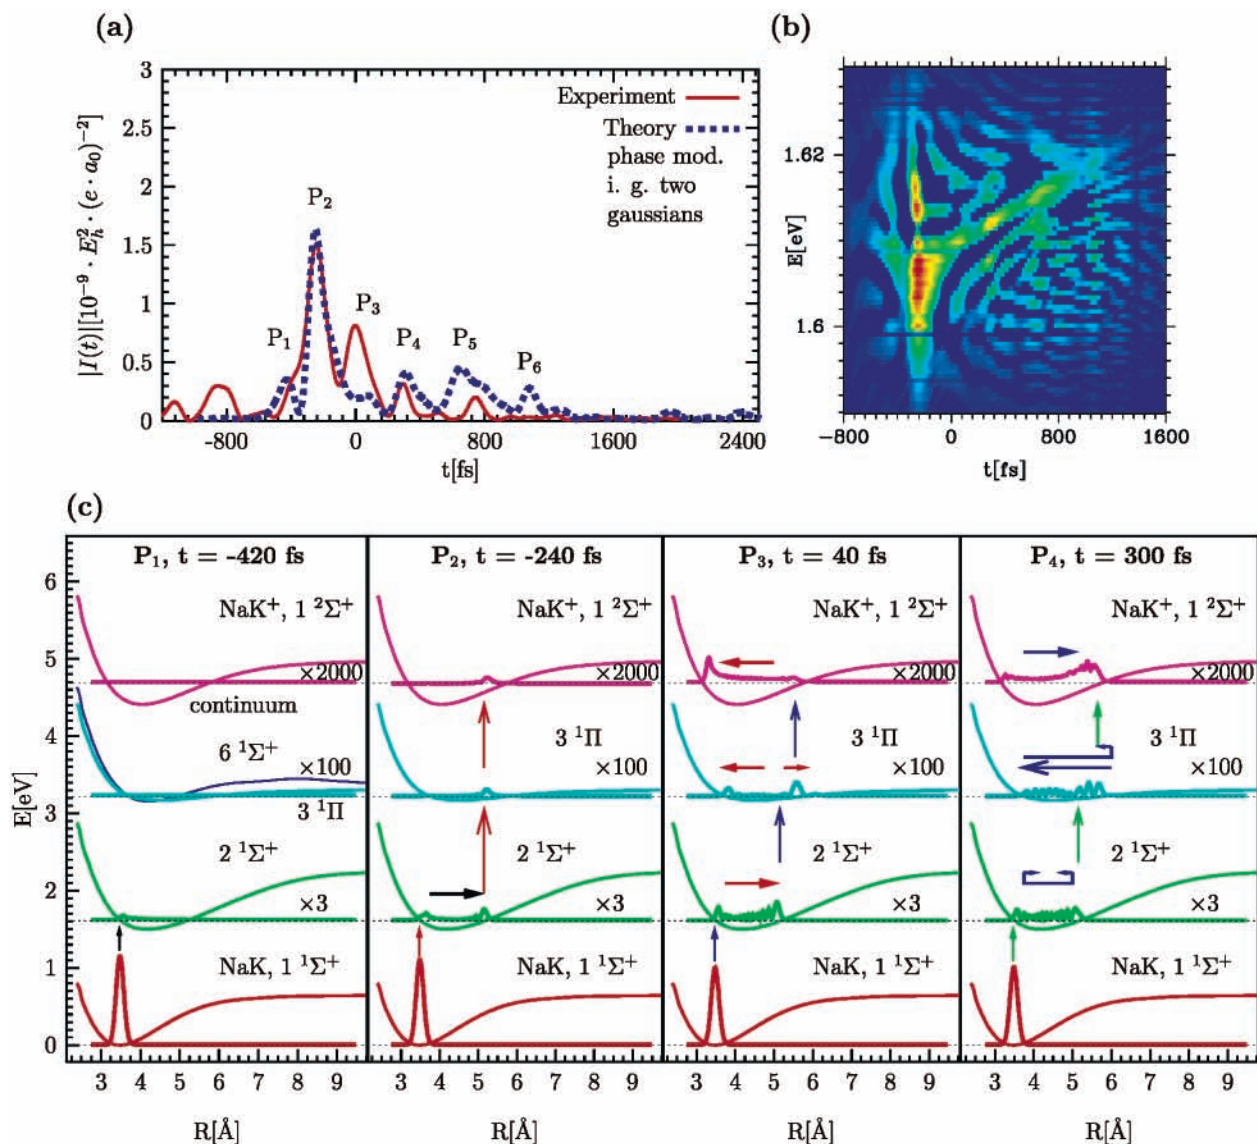 (a)
3
2.5
2
1.5
1
0.5
0
|I(t)|[10⁻⁹ · E_h² · (e · a₀)⁻²]
Experiment
Theory
phase mod.
i. g. two
gaussians
P₁
P₂
P₃
P₄
P₅
P₆
-800 0 800 1600 2400
t[fs]
(b)
1.62
1.6
E[eV]
−800 0 800 1600
t[fs]
(c)
E[eV]
6
5
4
3
2
1
0
P₁, t = -420 fs
NaK⁺, 1 ²Σ⁺
×2000
continuum
6 ¹Σ⁺
×100
3 ¹Π
2 ¹Σ⁺
×3
NaK, 1 ¹Σ⁺
3 4 5 6 7 8 9
R[Å]
P₂, t = -240 fs
NaK⁺, 1 ²Σ⁺
×2000
3 ¹Π
×100
2 ¹Σ⁺
×3
NaK, 1 ¹Σ⁺
3 4 5 6 7 8 9
R[Å]
P₃, t = 40 fs
NaK⁺, 1 ²Σ⁺
×2000
3 ¹Π
×100
2 ¹Σ⁺
×3
NaK, 1 ¹Σ⁺
3 4 5 6 7 8 9
R[Å]
P₄, t = 300 fs
NaK⁺, 1 ²Σ⁺
×2000
3 ¹Π
×100
2 ¹Σ⁺
×3
NaK, 1 ¹Σ⁺
3 4 5 6 7 8 9
R[Å]